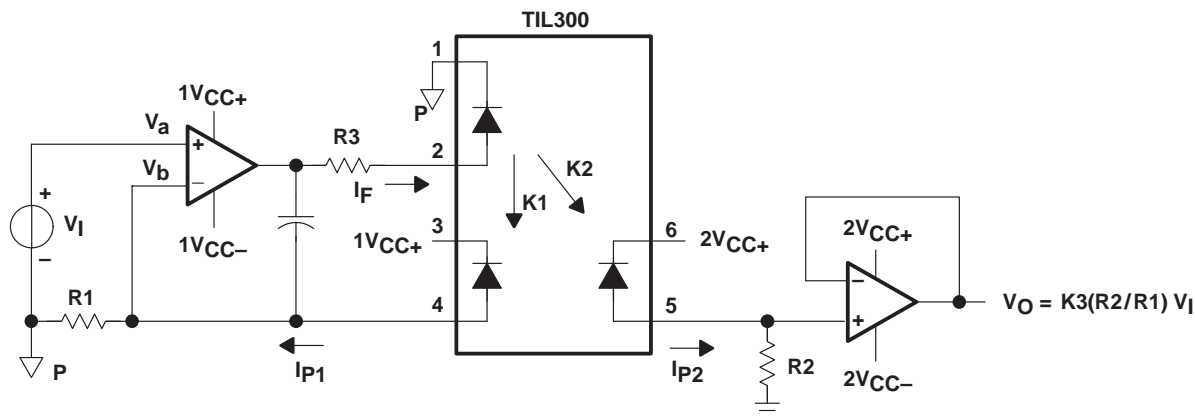 TIL300
1
P
1VCC+
Va
+
R3
2
K2
Vb
–
IF
K1
+
VI
–
1VCC–
3
1VCC+
6
2VCC+
2VCC+
–
R1
4
5
+
VO = K3(R2/R1) VI
P
IP1
IP2
R2
2VCC–